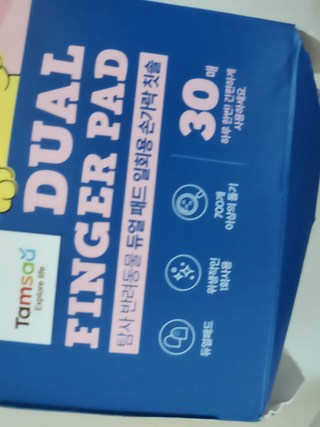 Tamsaa
Explore life
DUAL
FINGER PAD
탐사 반려동물 듀얼 패드 일회용 손가락 칫솔
30매
하루 한번! 간편하게
사용하세요.
듀얼패드
위생적인
1회사용
700개
이상의 돌기